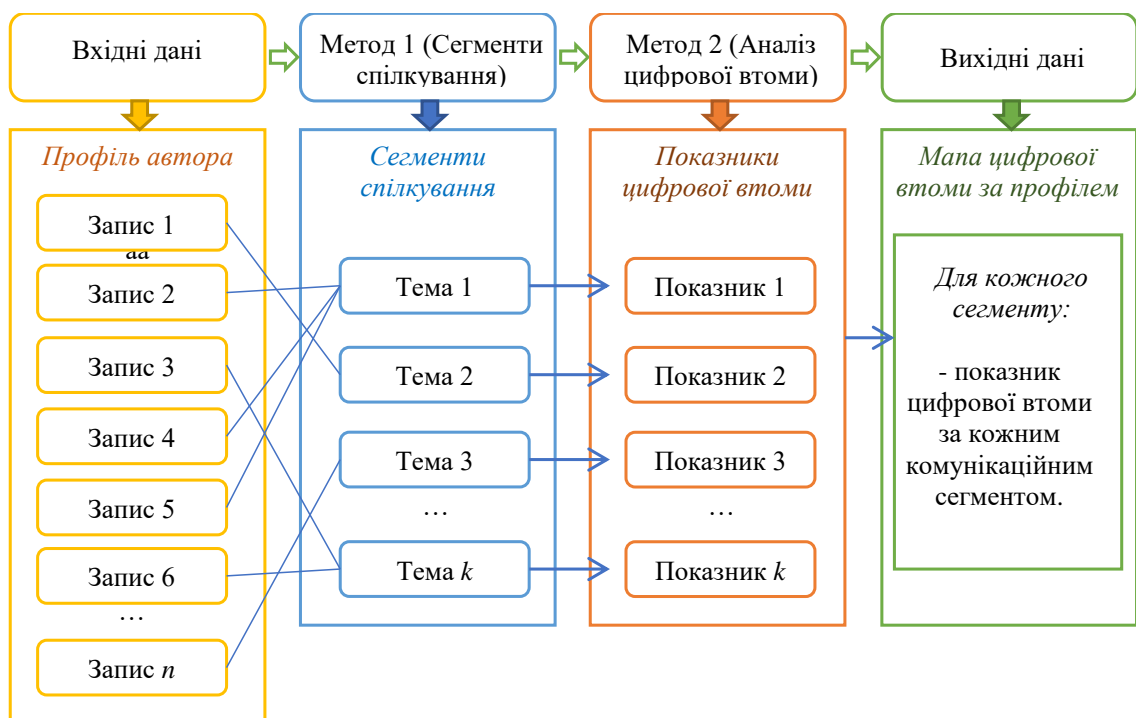 Вхідні дані
Метод 1 (Сегменти
спілкування)
Метод 2 (Аналіз
цифрової втоми)
Вихідні дані
Профіль автора
Запис 1
аа
Запис 2
Запис 3
Запис 4
Запис 5
Запис 6
…
Запис n
Сегменти
спілкування
Тема 1
Тема 2
Тема 3
…
Тема k
Показники
цифрової втоми
Показник 1
Показник 2
Показник 3
…
Показник k
Мапа цифрової
втоми за профілем
Для кожного
сегменту:
- показник
цифрової втоми
за кожним
комунікаційним
сегментом.